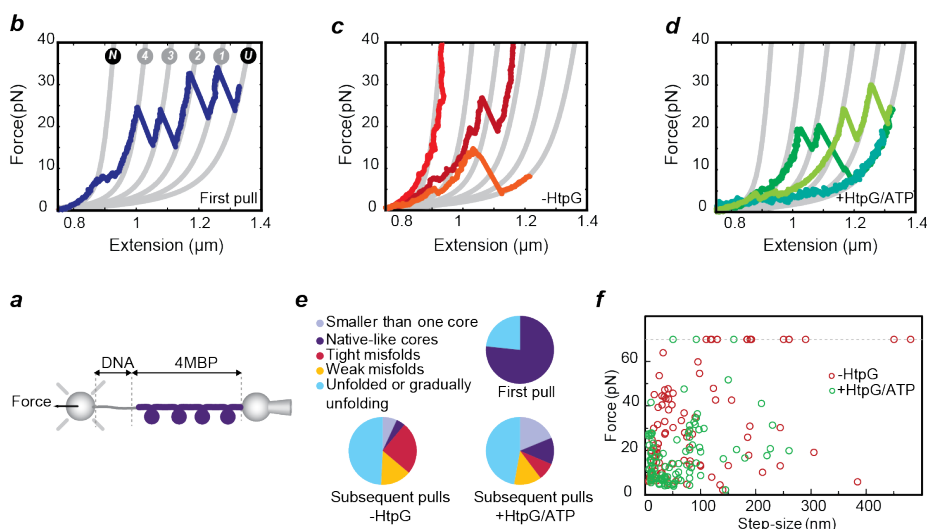 b
40
30
20
10
0
Force(pN)
N
4
3
2
1
U
First pull
0.8
1
1.2
1.4
Extension (µm)
c
40
30
20
10
0
Force(pN)
-HtpG
0.8
1
1.2
1.4
Extension (µm)
d
40
30
20
10
0
Force(pN)
+HtpG/ATP
0.8
1
1.2
1.4
Extension (µm)
a
DNA
4MBP
Force
e
Smaller than one core
Native-like cores
Tight misfolds
Weak misfolds
Unfolded or gradually
unfolding
First pull
Subsequent pulls
-HtpG
Subsequent pulls
+HtpG/ATP
f
60
40
20
0
Force (pN)
-HtpG
+HtpG/ATP
0
100
200
300
400
Step-size(nm)